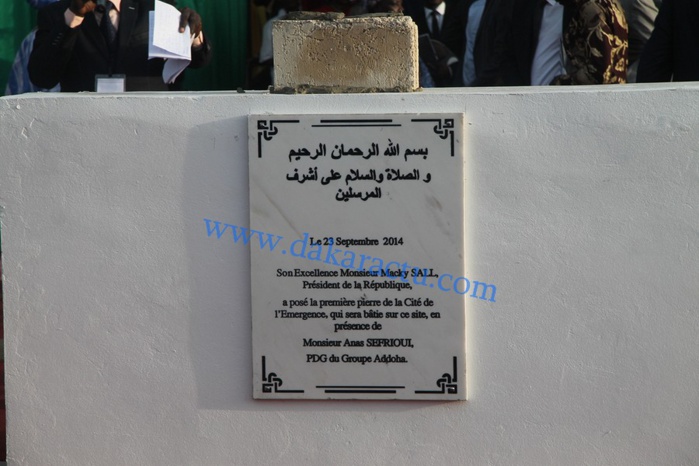 بسم الله الرحمان الرحيم
و الصلاة والسلام على أشرف
المرسلين
Le 23 Septembre 2014
Son Excellence Monsieur Macky SALL,
Président de la République,
a posé la première pierre de la Cité de
l'Emergence, qui sera bâtie sur ce site, en
présence de
Monsieur Anas SEFRIOUI,
PDG du Groupe Addoha.
www.dakaractu.com